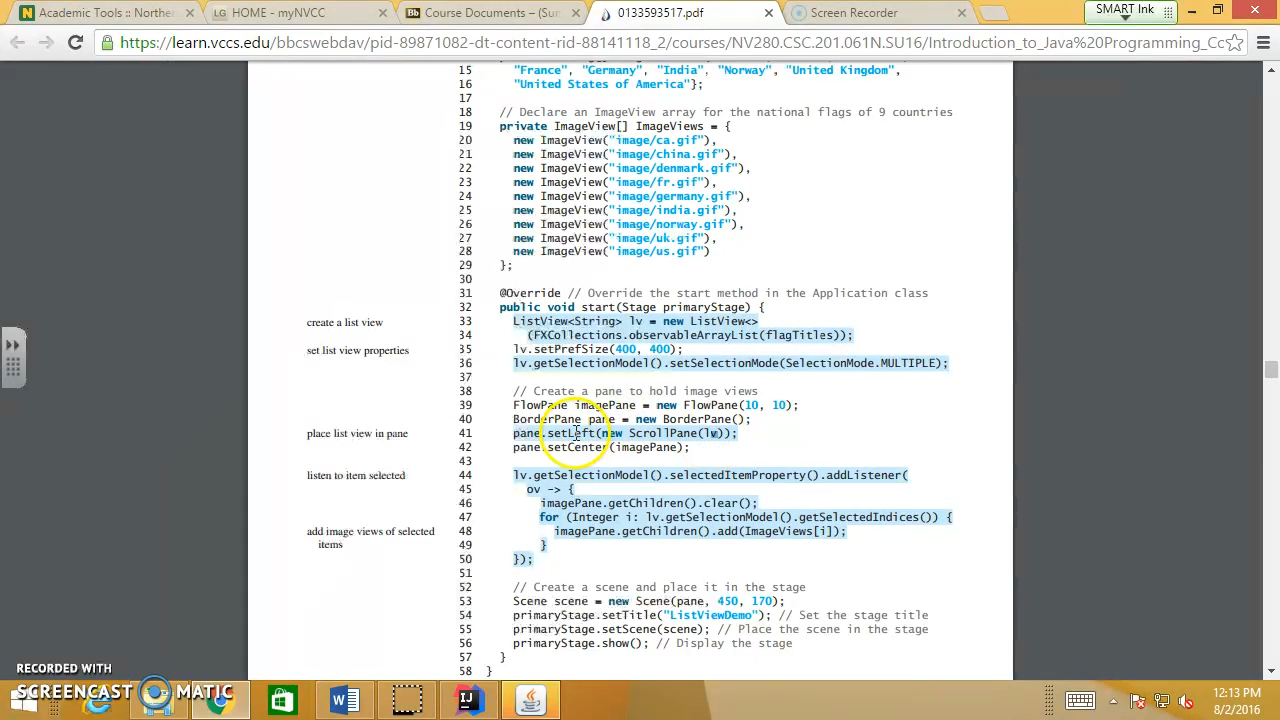 Academic Tools :: Norther
HOME - myNVCC
Course Documents – (Sum
0133593517.pdf
Screen Recorder
SMART Ink
https://learn.vccs.edu/bbcswebdav/pid-89871082-dt-content-rid-88141118_2/courses/NV280.CSC.201.061N.SU16/Introduction_to_Java%20Programming_Co
15 "France", "Germany", "India", "Norway", "United Kingdom",
16 "United States of America"};
17
18 // Declare an ImageView array for the national flags of 9 countries
19 private ImageView[] ImageViews = {
20 new ImageView("image/ca.gif"),
21 new ImageView("image/china.gif"),
22 new ImageView("image/denmark.gif"),
23 new ImageView("image/fr.gif"),
24 new ImageView("image/germany.gif"),
25 new ImageView("image/india.gif"),
26 new ImageView("image/norway.gif"),
27 new ImageView("image/uk.gif"),
28 new ImageView("image/us.gif")
29 };
30
31 @Override // Override the start method in the Application class
32 public void start(Stage primaryStage) {
create a list view 33 ListView<String> lv = new ListView<>
34 (FXCollections.observableArrayList(flagTitles));
set list view properties 35 lv.setPrefSize(400, 400);
36 lv.getSelectionModel().setSelectionMode(SelectionMode.MULTIPLE);
37
38 // Create a pane to hold image views
39 FlowPane imagePane = new FlowPane(10, 10);
40 BorderPane pane = new BorderPane();
place list view in pane 41 pane.setLeft(new ScrollPane(lv));
42 pane.setCenter(imagePane);
43
listen to item selected 44 lv.getSelectionModel().selectedItemProperty().addListener(
45 ov -> {
46 imagePane.getChildren().clear();
47 for (Integer i: lv.getSelectionModel().getSelectedIndices()) {
add image views of selected 48 imagePane.getChildren().add(ImageViews[i]);
items 49 }
50 });
51
52 // Create a scene and place it in the stage
53 Scene scene = new Scene(pane, 450, 170);
54 primaryStage.setTitle("ListViewDemo"); // Set the stage title
55 primaryStage.setScene(scene); // Place the scene in the stage
56 primaryStage.show(); // Display the stage
57 }
58 }
RECORDED WITH
SCREENCAST MATIC
12:13 PM
8/2/2016